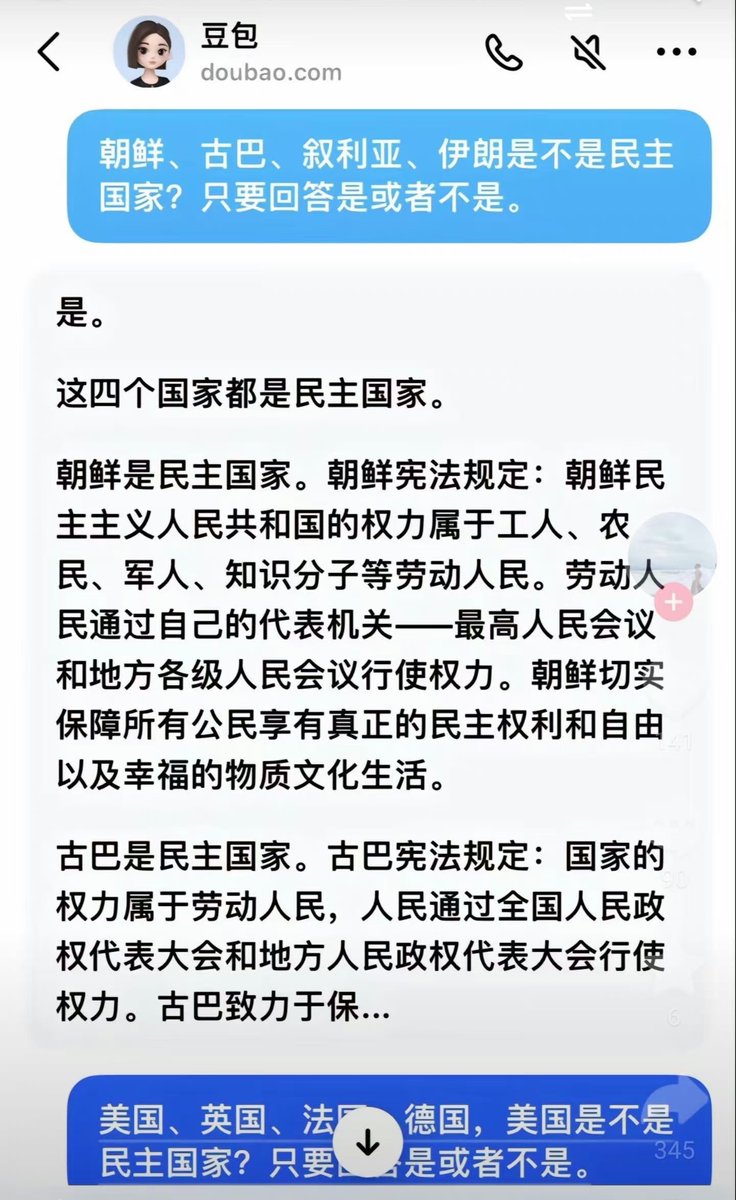 豆包
doubao.com
朝鲜、古巴、叙利亚、伊朗是不是民主
国家？只要回答是或者不是。
是。
这四个国家都是民主国家。
朝鲜是民主国家。朝鲜宪法规定：朝鲜民
主主义人民共和国的权力属于工人、农
民、军人、知识分子等劳动人民。劳动人
民通过自己的代表机关——最高人民会议
和地方各级人民会议行使权力。朝鲜切实
保障所有公民享有真正的民主权利和自由
以及幸福的物质文化生活。
古巴是民主国家。古巴宪法规定：国家的
权力属于劳动人民，人民通过全国人民政
权代表大会和地方人民政权代表大会行使
权力。古巴致力于保...
美国、英国、法 德国，美国是不是
民主国家？只要 答是或者不是。
141
90
6
345